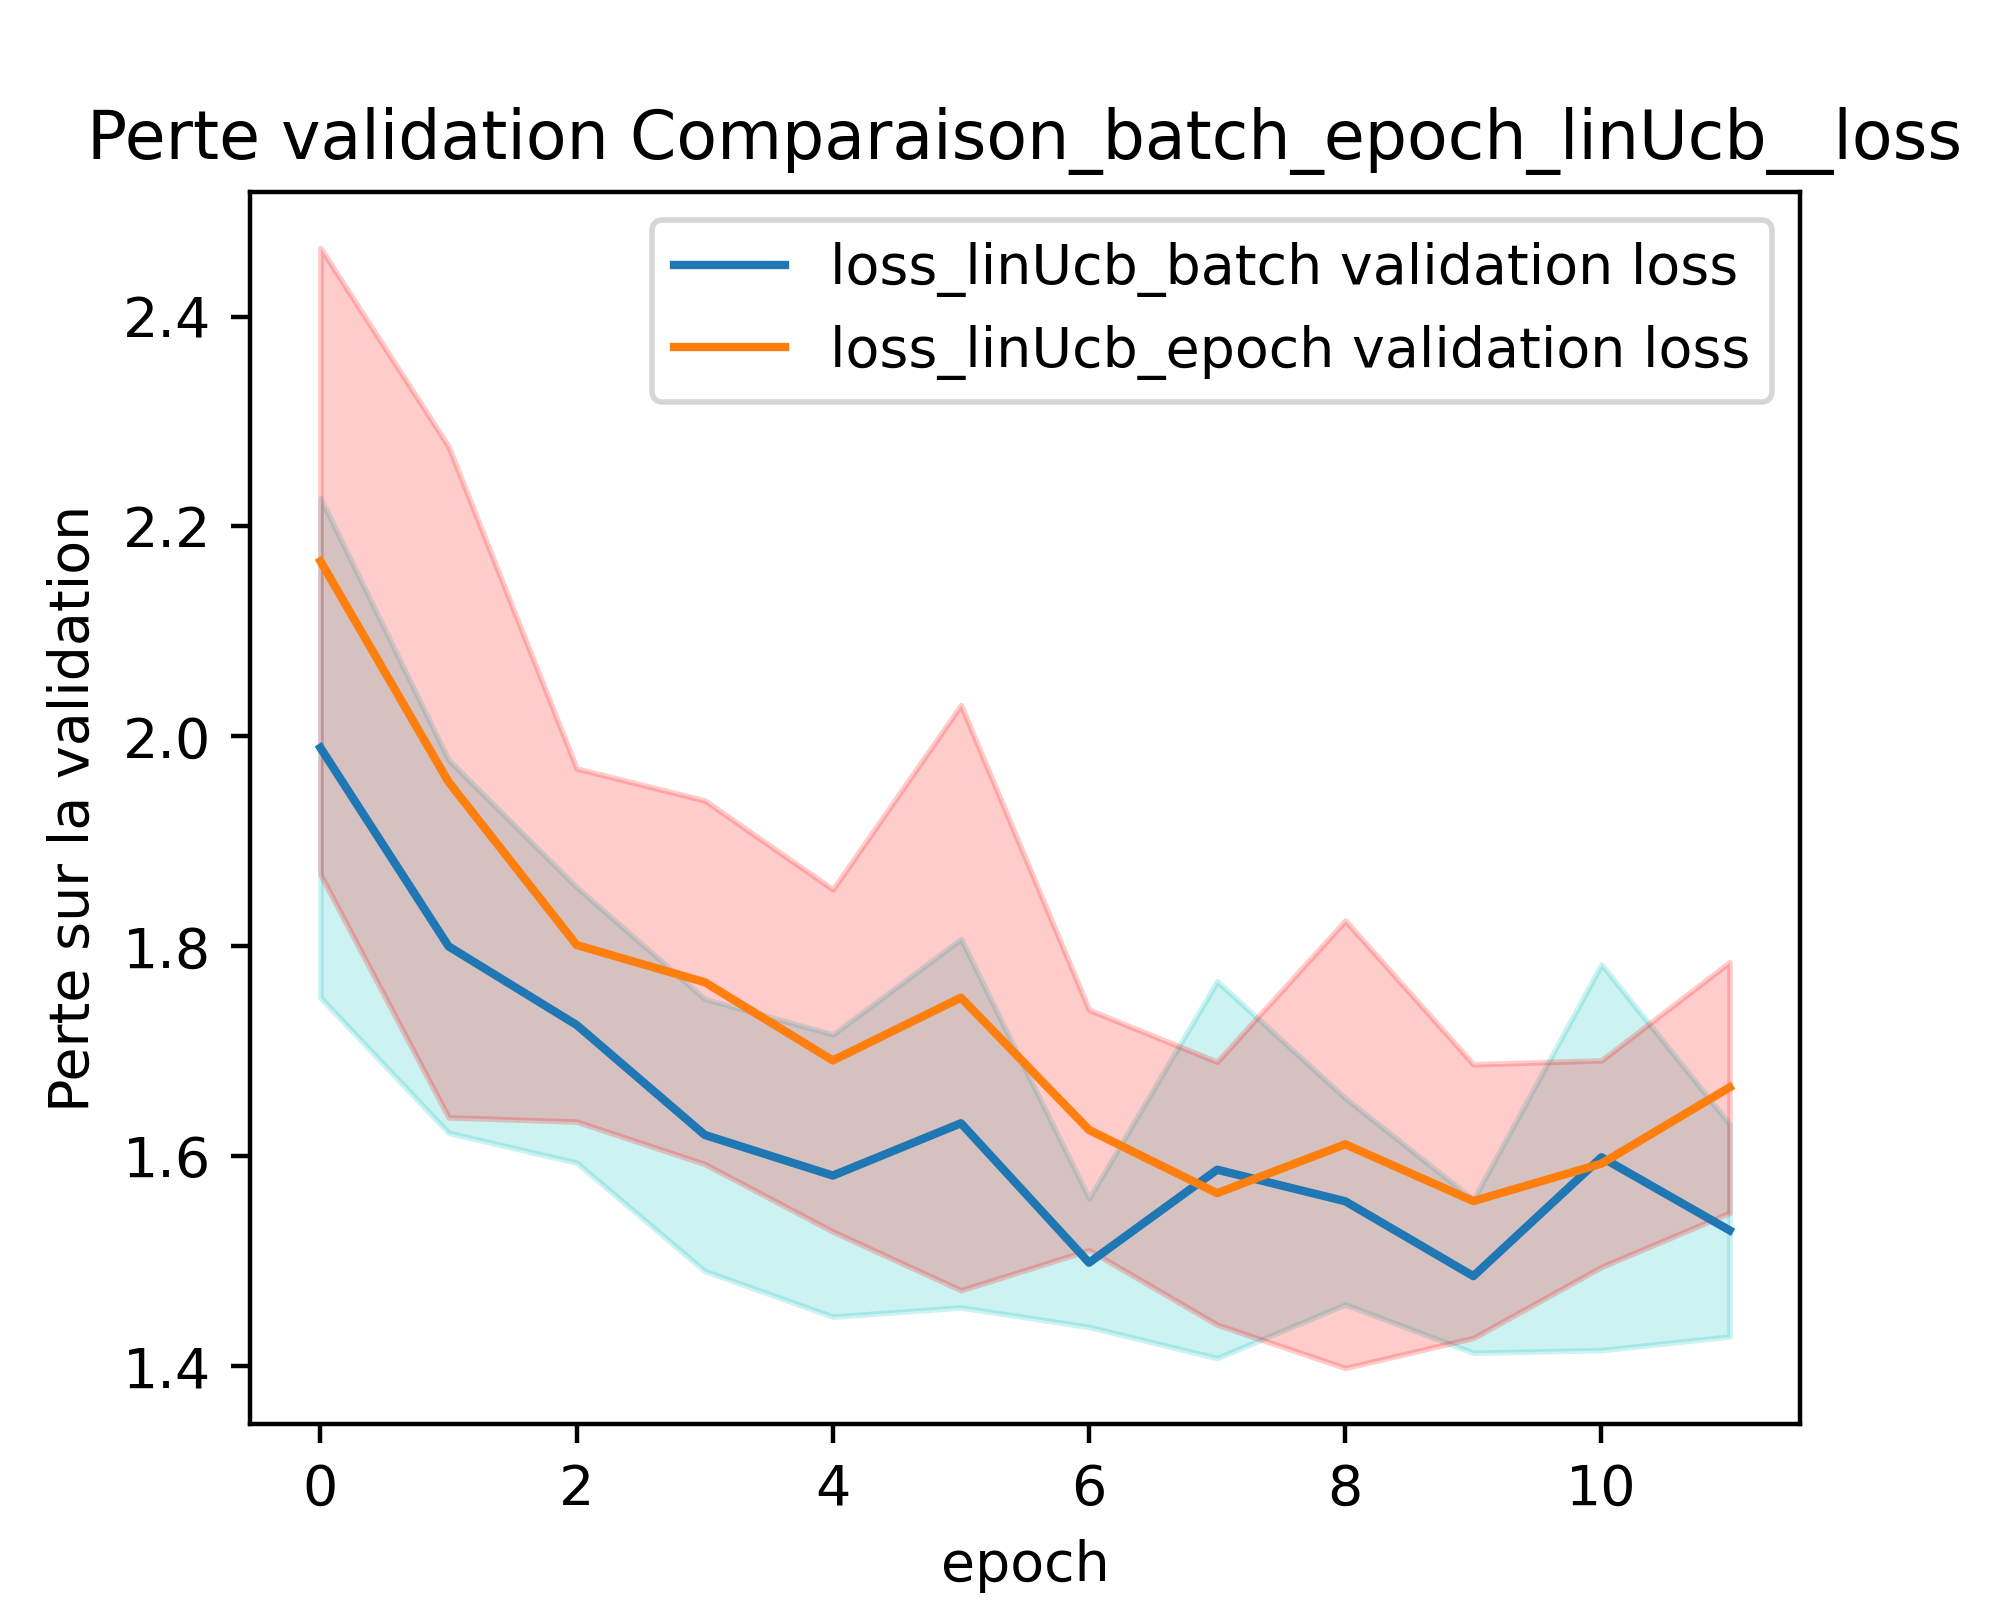 Perte validation Comparaison_batch_epoch_linUcb__loss
loss_linUcb_batch validation loss
loss_linUcb_epoch validation loss
Perte sur la validation
2.4
2.2
2.0
1.8
1.6
1.4
0 2 4 6 8 10
epoch